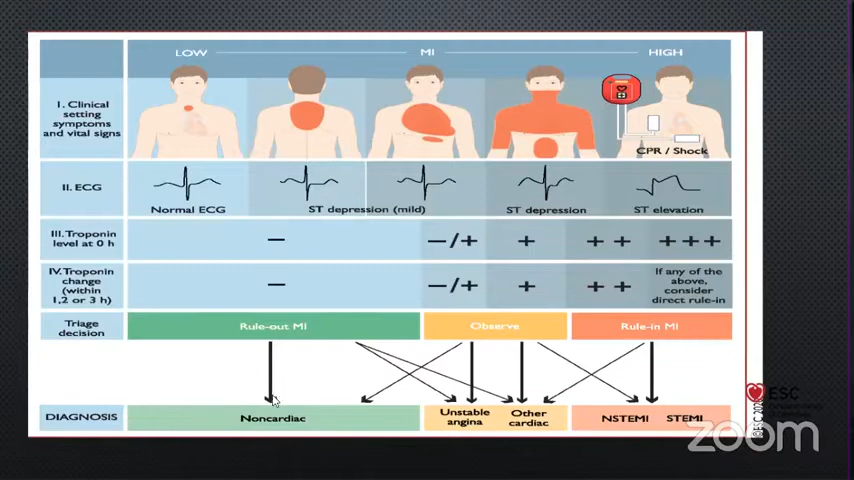 LOW
MI
HIGH
I. Clinical
setting
symptoms
and vital signs
CPR / Shock
II. ECG
Normal ECG
ST depression (mild)
ST depression
ST elevation
III. Troponin
level at 0 h
−
−/+
+
+ +
+++
IV. Troponin
change
(within
1,2 or 3 h)
−
−/+
+
+ +
If any of the
above,
consider
direct rule-in
Triage
decision
Rule-out MI
Observe
Rule-in MI
DIAGNOSIS
Noncardiac
Unstable
angina
Other
cardiac
NSTEMI
STEMI
ESC
zoom